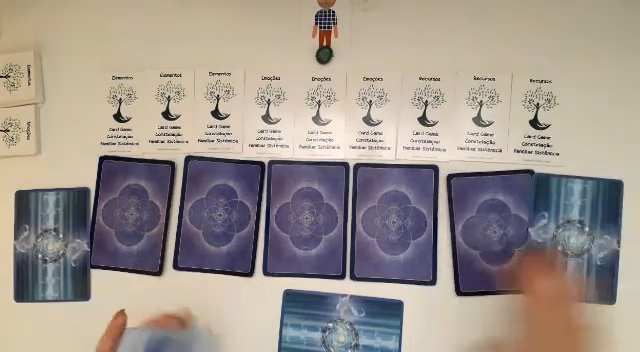 Elementos
Card Game
Constelação
Familiar Sistêmica
Elementos
Card Game
Constelação
Familiar Sistêmica
Elementos
Card Game
Constelação
Familiar Sistêmica
Emoções
Card Game
Constelação
Familiar Sistêmica
Emoções
Card Game
Constelação
Familiar Sistêmica
Emoções
Card Game
Constelação
Familiar Sistêmica
Recursos
Card Game
Constelação
Familiar Sistêmica
Recursos
Card Game
Constelação
Familiar Sistêmica
Recursos
Card Game
Constelação
Familiar Sistêmica
Elementos
Emoções